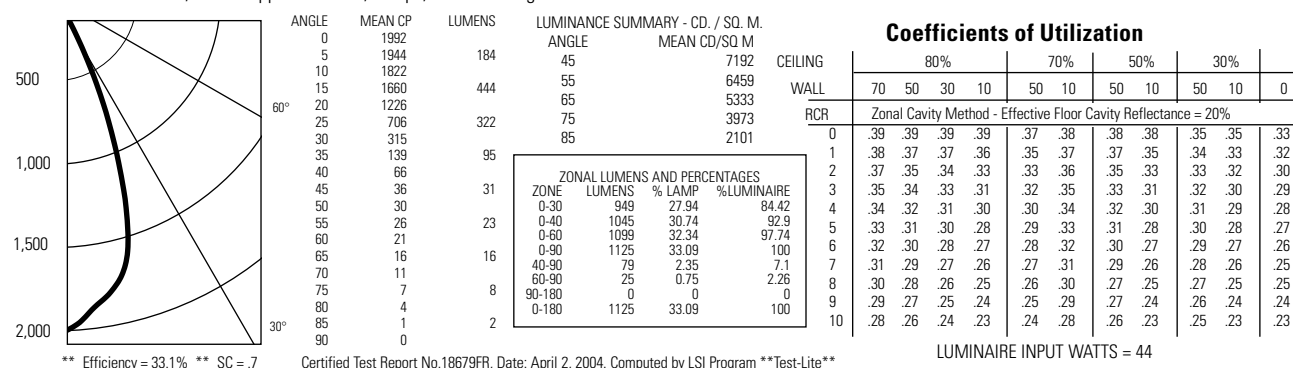 500
1,000
1,500
2,000
60°
30°
** Efficiency = 33.1% ** SC = .7
ANGLE MEAN CP LUMENS
0 1992
5 1944 184
10 1822
15 1660 444
20 1226
25 706 322
30 315
35 139 95
40 66
45 36 31
50 30
55 26 23
60 21
65 16 16
70 11
75 7 8
80 4
85 1 2
90 0
LUMINANCE SUMMARY - CD. / SQ. M.
ANGLE MEAN CD/SQ M
45 7192
55 6459
65 5333
75 3973
85 2101
ZONAL LUMENS AND PERCENTAGES
ZONE LUMENS % LAMP %LUMINAIRE
0-30 949 27.94 84.42
0-40 1045 30.74 92.9
0-60 1099 32.34 97.74
0-90 1125 33.09 100
40-90 79 2.35 7.1
60-90 25 0.75 2.26
90-180 0 0 0
0-180 1125 33.09 100
Certified Test Report No.18679FR. Date: April 2, 2004. Computed by LSI Program **Test-Lite**
Coefficients of Utilization
CEILING 80% 70% 50% 30%
WALL 70 50 30 10 50 10 50 10 50 10 0
RCR Zonal Cavity Method - Effective Floor Cavity Reflectance = 20%
0 .39 .39 .39 .39 .37 .38 .38 .38 .35 .35 .33
1 .38 .37 .37 .36 .35 .37 .37 .35 .34 .33 .32
2 .37 .35 .34 .33 .33 .36 .35 .33 .33 .32 .30
3 .35 .34 .33 .31 .32 .35 .33 .31 .32 .30 .29
4 .34 .32 .31 .30 .30 .34 .32 .30 .31 .29 .28
5 .33 .31 .30 .28 .29 .33 .31 .28 .30 .28 .27
6 .32 .30 .28 .27 .28 .32 .30 .27 .29 .27 .26
7 .31 .29 .27 .26 .27 .31 .29 .26 .28 .26 .25
8 .30 .28 .26 .25 .26 .30 .27 .25 .27 .25 .25
9 .29 .27 .25 .24 .25 .29 .27 .24 .26 .24 .24
10 .28 .26 .24 .23 .24 .28 .26 .23 .25 .23 .23
LUMINAIRE INPUT WATTS = 44